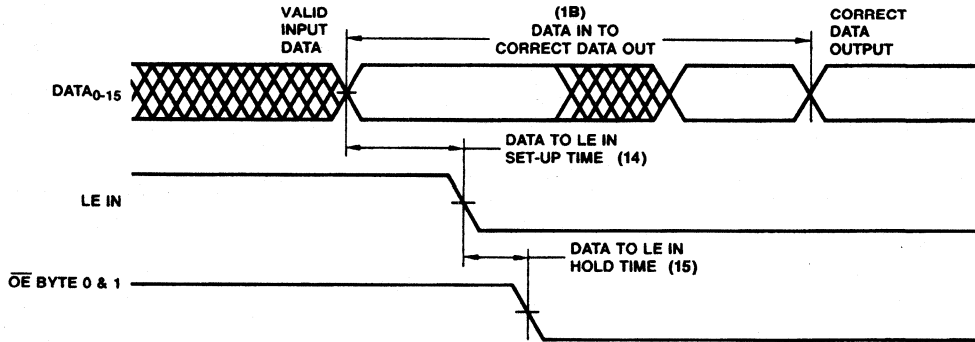 VALID
INPUT
DATA
(1B)
DATA IN TO
CORRECT DATA OUT
CORRECT
DATA
OUTPUT
DATA0-15
DATA TO LE IN
SET-UP TIME (14)
LE IN
DATA TO LE IN
HOLD TIME (15)
O̅E̅ BYTE 0 & 1